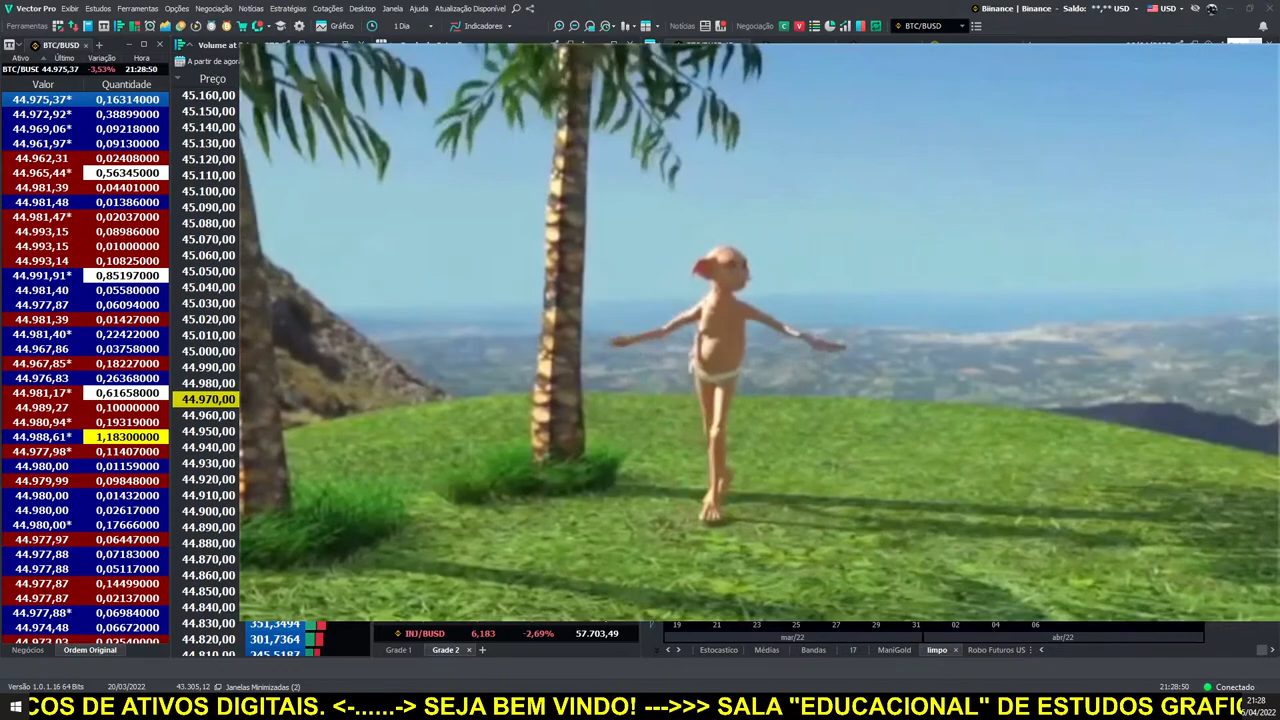 Vector Pro Exibir Estudos Ferramentas Opções Negociação Notícias Estratégias Cotações Desktop Janela Ajuda Atualização Disponível Binance | Binance Saldo: **,** USD USD
Ferramentas Gráfico 1 Dia Indicadores Notícias Negociação C V BTC/BUSD
BTC/BUSD Volume at
Ativo Último Variação Hora A partir de agora
BTC/BUSD 44.975,37 -3,53% 21:28:50
Valor Quantidade Preço
44.975,37* 0,16314000 45.160,00
44.972,92* 0,38899000 45.150,00
44.969,06* 0,09218000 45.140,00
44.961,97* 0,09130000 45.130,00
44.962,31 0,02408000 45.120,00
44.965,44* 0,56345000 45.110,00
44.981,39 0,04401000 45.100,00
44.981,48 0,01386000 45.090,00
44.981,47* 0,02037000 45.080,00
44.993,15 0,08986000 45.070,00
44.993,15 0,01000000 45.060,00
44.993,14 0,10825000 45.050,00
44.991,91* 0,85197000 45.040,00
44.981,40 0,05580000 45.030,00
44.977,87 0,06094000 45.020,00
44.981,39 0,01427000 45.010,00
44.981,40* 0,22422000 45.000,00
44.967,86 0,03758000 44.990,00
44.967,85* 0,18227000 44.980,00
44.976,83 0,26368000 44.970,00
44.981,17* 0,61658000 44.960,00
44.989,27 0,10000000 44.950,00
44.980,94* 0,19319000 44.940,00
44.988,61* 1,18300000 44.930,00
44.977,98* 0,11407000 44.920,00
44.980,00 0,01159000 44.910,00
44.979,99 0,09848000 44.900,00
44.980,00 0,01432000 44.890,00
44.980,00 0,02617000 44.880,00
44.980,00* 0,17666000 44.870,00
44.977,97 0,06447000 44.860,00
44.977,88 0,07183000 44.850,00
44.977,88 0,05117000 44.840,00
44.977,87 0,14499000 44.830,00
44.977,87 0,02137000 44.820,00
44.977,88* 0,06984000
44.974,48 0,06672000
351,3494
301,7364
INJ/BUSD 6,183 -2,69% 57.703,49
19 21 23 25 27 29 31 02 04 06
mar/22 abr/22
Negócios Ordem Original Grade 1 Grade 2 Estocastico Médias Bandas 17 ManiGold limpo Robo Futuros US
Versão 1.0.1.16 64 Bits 20/03/2022 43.305,12 Janelas Minimizadas (2) 21:28:50 Conectado
COS DE ATIVOS DIGITAIS. <-......-> SEJA BEM VINDO! --->>> SALA "EDUCACIONAL" DE ESTUDOS GRAFIC
21:28